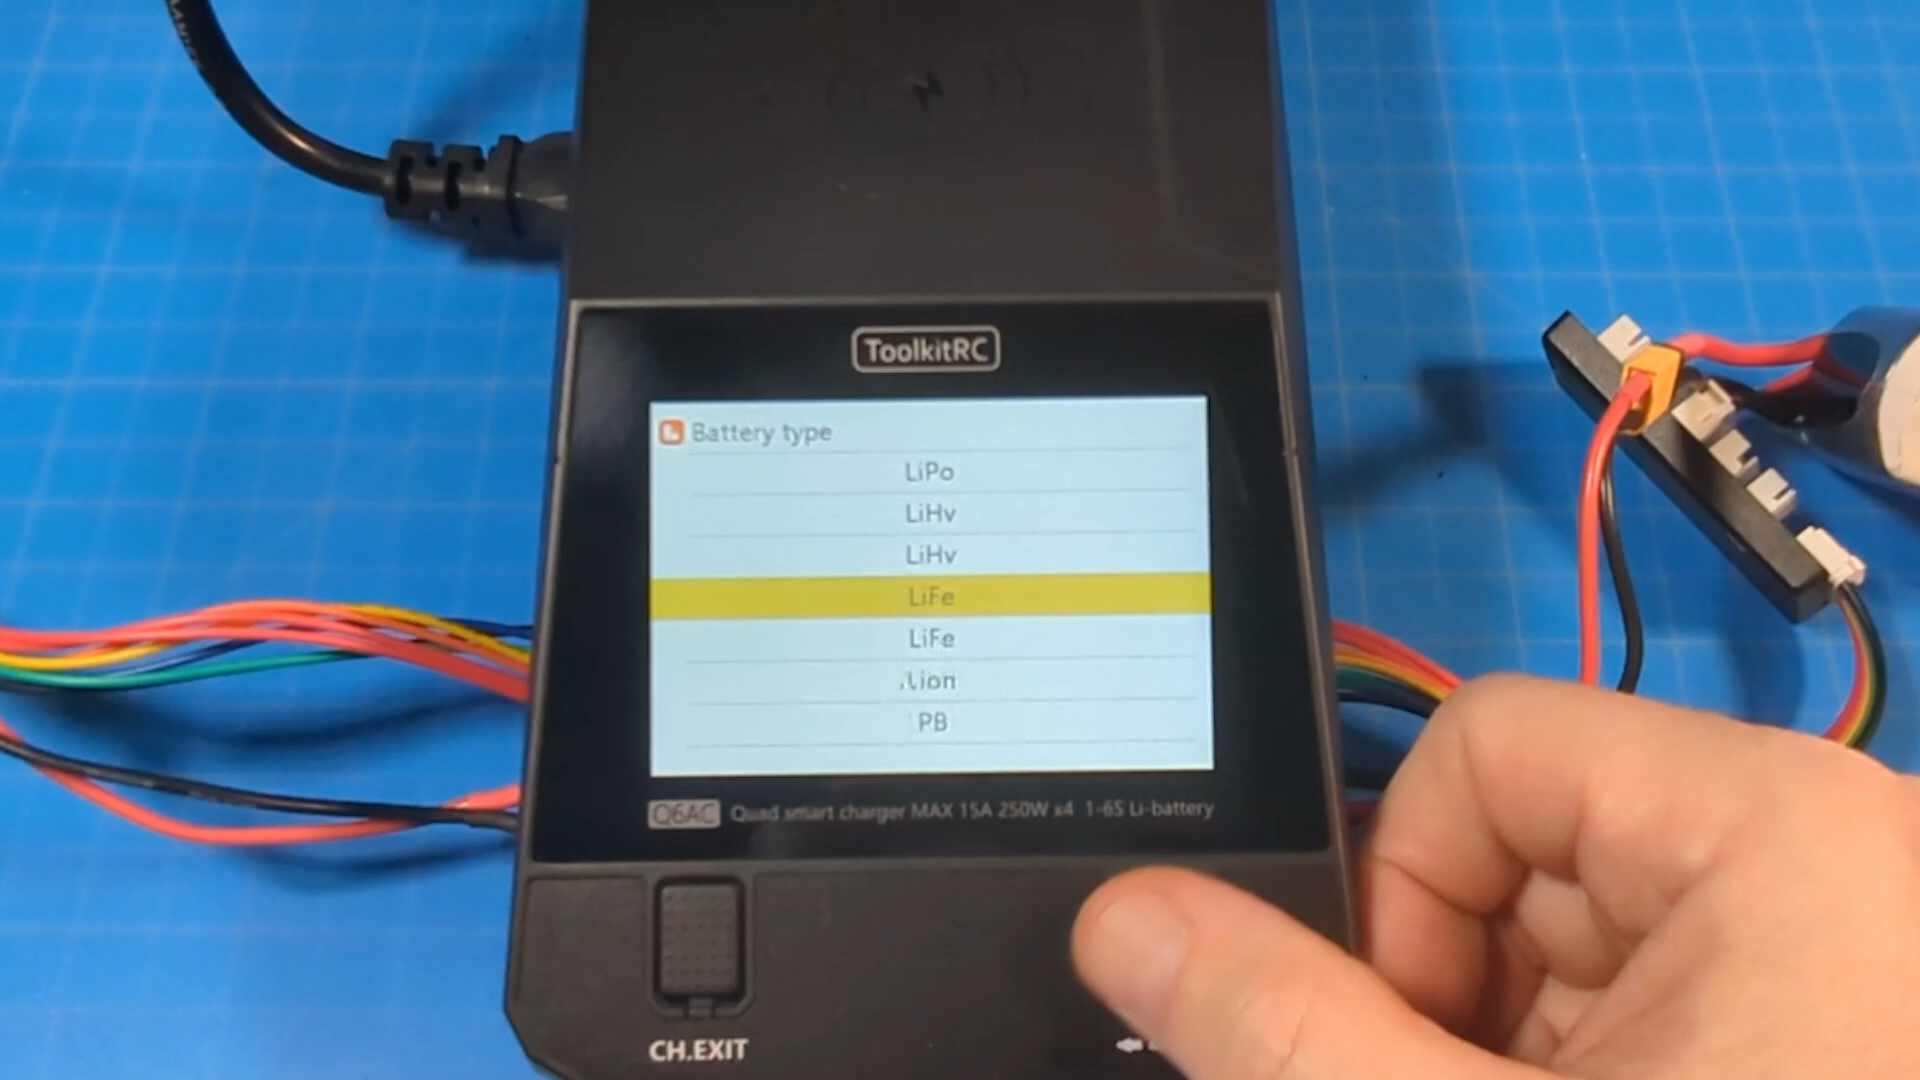 ToolkitRC
Battery type
LiPo
LiHv
LiHv
LiFe
LiFe
Lion
PB
Q6AC Quad smart charger MAX 15A 250W x4 1-6S Li-battery
CH.EXIT